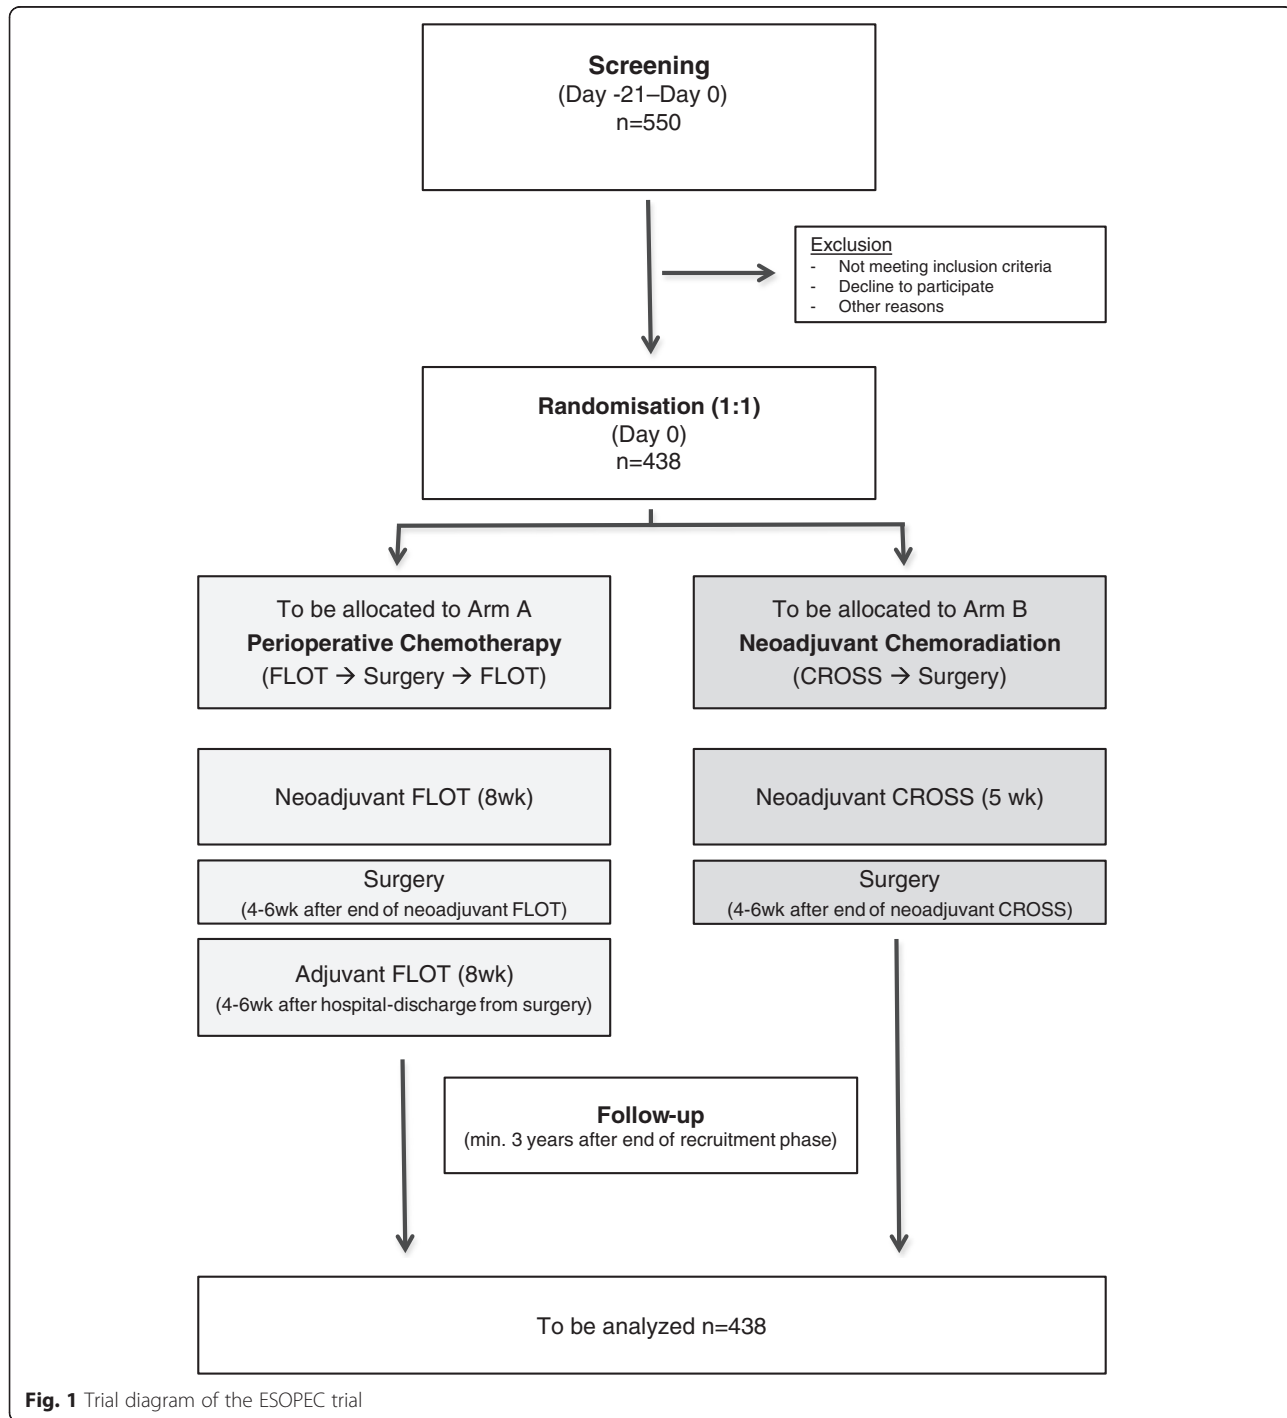 Screening
(Day -21–Day 0)
n=550
Exclusion
- Not meeting inclusion criteria
- Decline to participate
- Other reasons
Randomisation (1:1)
(Day 0)
n=438
To be allocated to Arm A
Perioperative Chemotherapy
(FLOT → Surgery → FLOT)
To be allocated to Arm B
Neoadjuvant Chemoradiation
(CROSS → Surgery)
Neoadjuvant FLOT (8wk)
Neoadjuvant CROSS (5 wk)
Surgery
(4-6wk after end of neoadjuvant FLOT)
Surgery
(4-6wk after end of neoadjuvant CROSS)
Adjuvant FLOT (8wk)
(4-6wk after hospital-discharge from surgery)
Follow-up
(min. 3 years after end of recruitment phase)
To be analyzed n=438
Fig. 1 Trial diagram of the ESOPEC trial